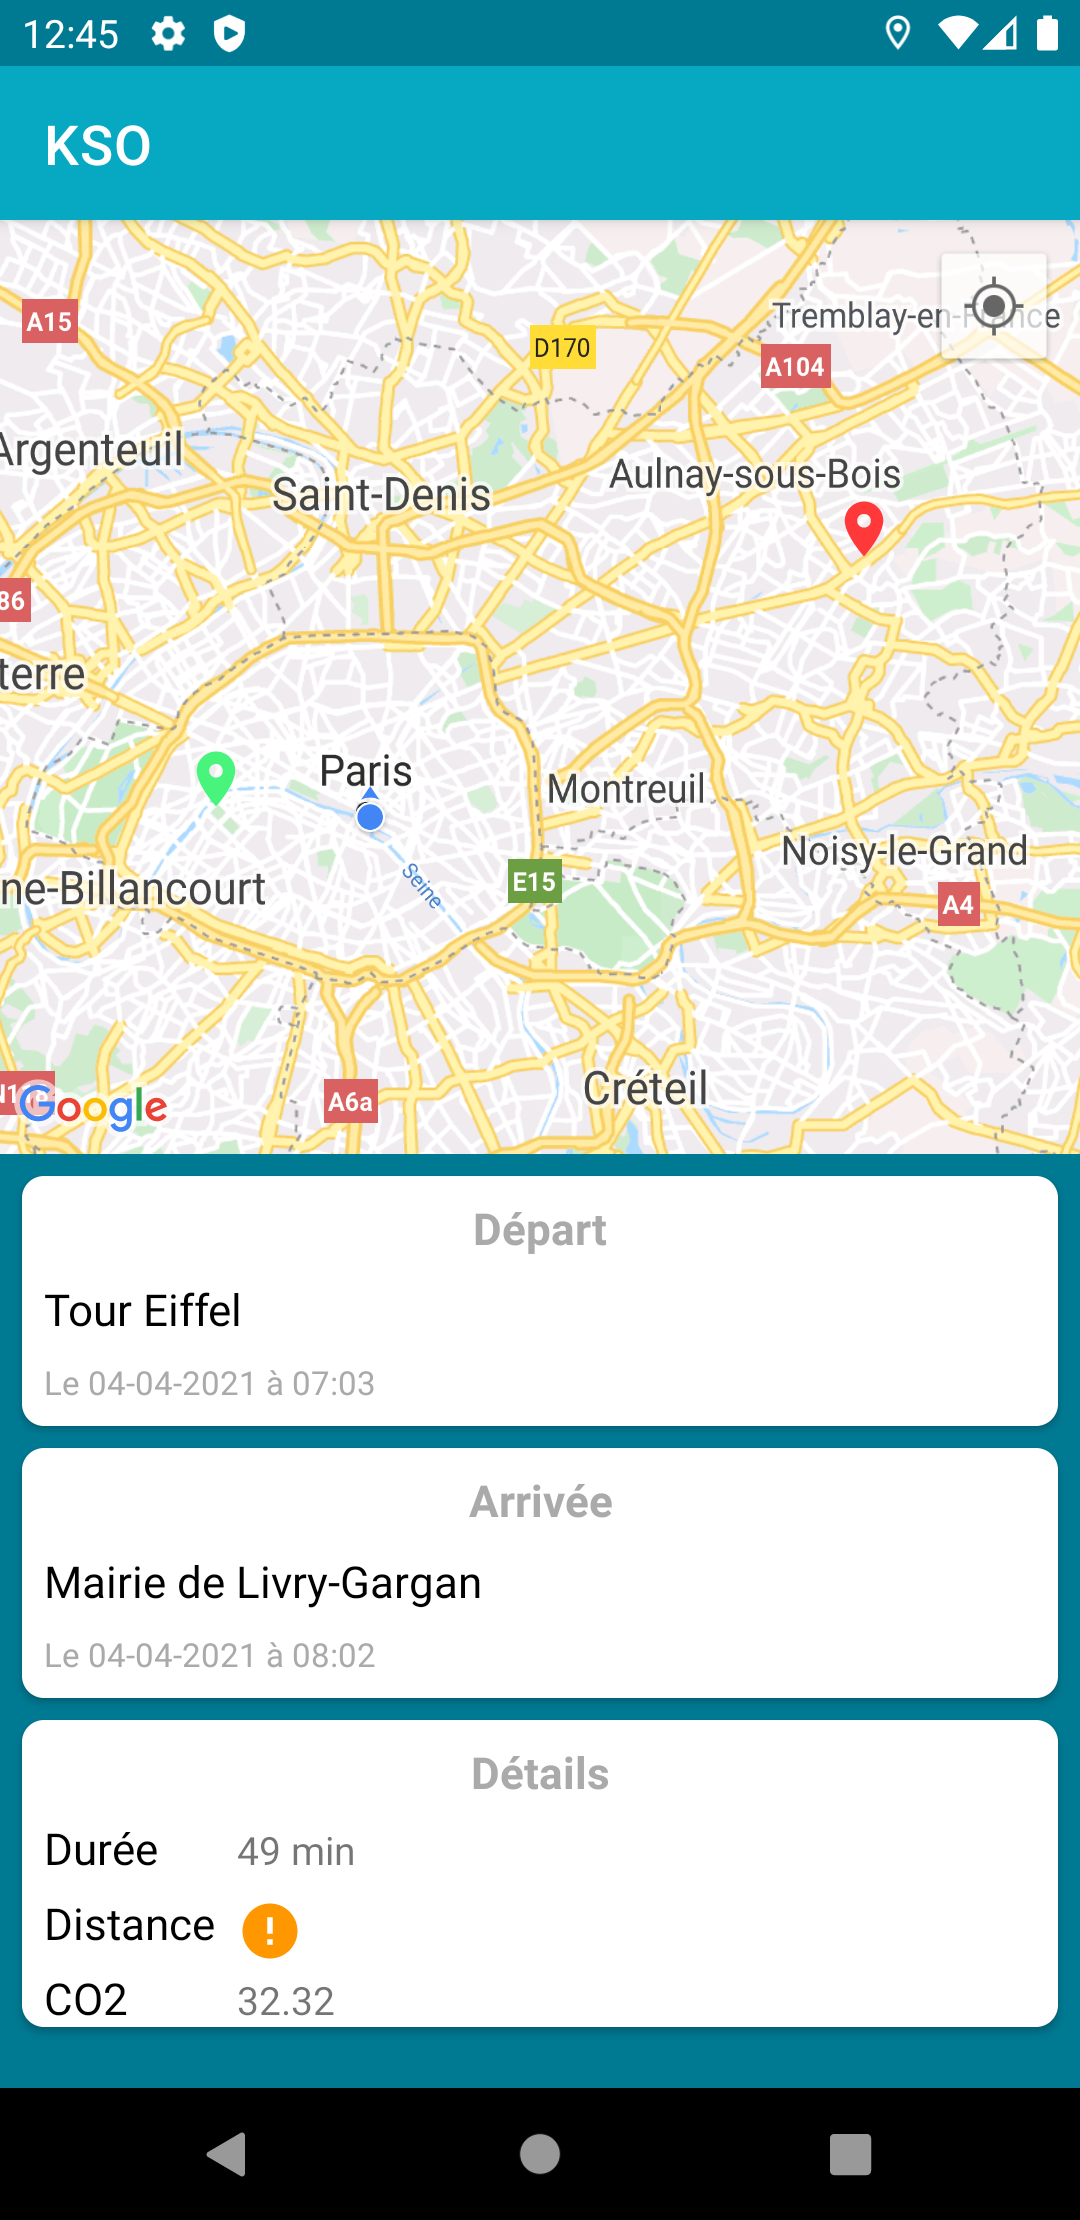 12:45
KSO
A15
D170
Tremblay-en-France
A104
Argenteuil
Saint-Denis
Aulnay-sous-Bois
86
terre
Paris
Montreuil
Noisy-le-Grand
ne-Billancourt
Seine
E15
A4
Google
A6a
Créteil
Départ
Tour Eiffel
Le 04-04-2021 à 07:03
Arrivée
Mairie de Livry-Gargan
Le 04-04-2021 à 08:02
Détails
Durée 49 min
Distance !
CO2 32.32